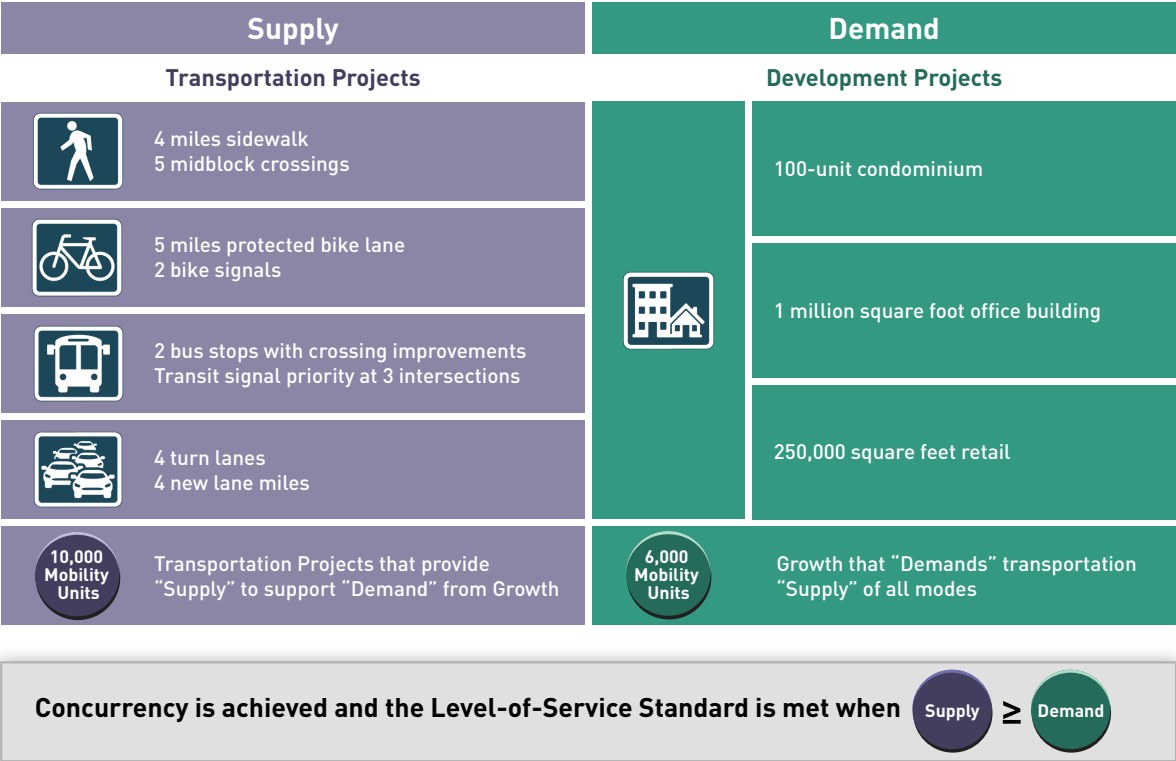 Supply
Transportation Projects
4 miles sidewalk
5 midblock crossings
5 miles protected bike lane
2 bike signals
2 bus stops with crossing improvements
Transit signal priority at 3 intersections
4 turn lanes
4 new lane miles
10,000
Mobility
Units
Transportation Projects that provide
“Supply” to support “Demand” from Growth
Demand
Development Projects
100-unit condominium
1 million square foot office building
250,000 square feet retail
6,000
Mobility
Units
Growth that “Demands” transportation
“Supply” of all modes
Concurrency is achieved and the Level-of-Service Standard is met when Supply ≥ Demand